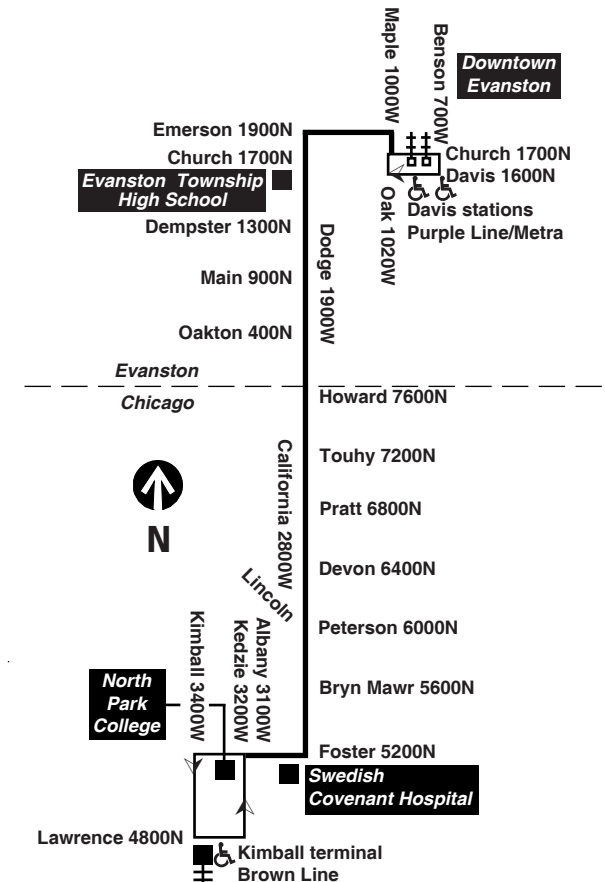 Maple 1000W
Benson 700W
Downtown
Evanston
Emerson 1900N
Church 1700N
Church 1700N
Davis 1600N
Evanston Township
High School
Oak 1020W
Davis stations
Purple Line/Metra
Dempster 1300N
Dodge 1900W
Main 900N
Oakton 400N
Evanston
Chicago
Howard 7600N
California 2800W
Touhy 7200N
Pratt 6800N
N
Devon 6400N
Lincoln
Peterson 6000N
Kimball 3400W
Kedzie 3200W
Albany 3100W
North
Park
College
Bryn Mawr 5600N
Foster 5200N
Swedish
Covenant Hospital
Lawrence 4800N
Kimball terminal
Brown Line